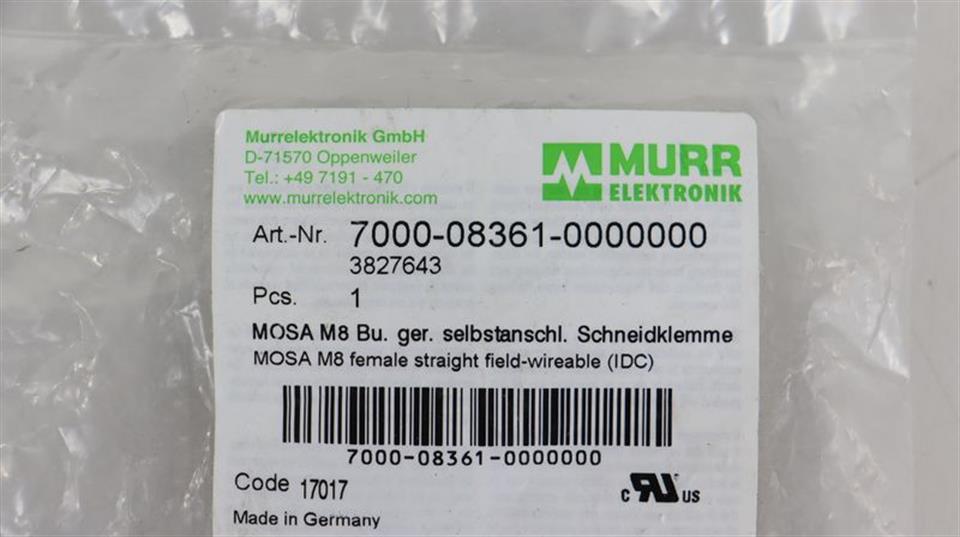 Murrelektronik GmbH
D-71570 Oppenweiler
Tel.: +49 7191 - 470
www.murrelektronik.com
MURR
ELEKTRONIK
Art.-Nr. 7000-08361-0000000
3827643
Pcs. 1
MOSA M8 Bu. ger. selbstanschl. Schneidklemme
MOSA M8 female straight field-wireable (IDC)
7000-08361-0000000
Code 17017
c RU US
Made in Germany